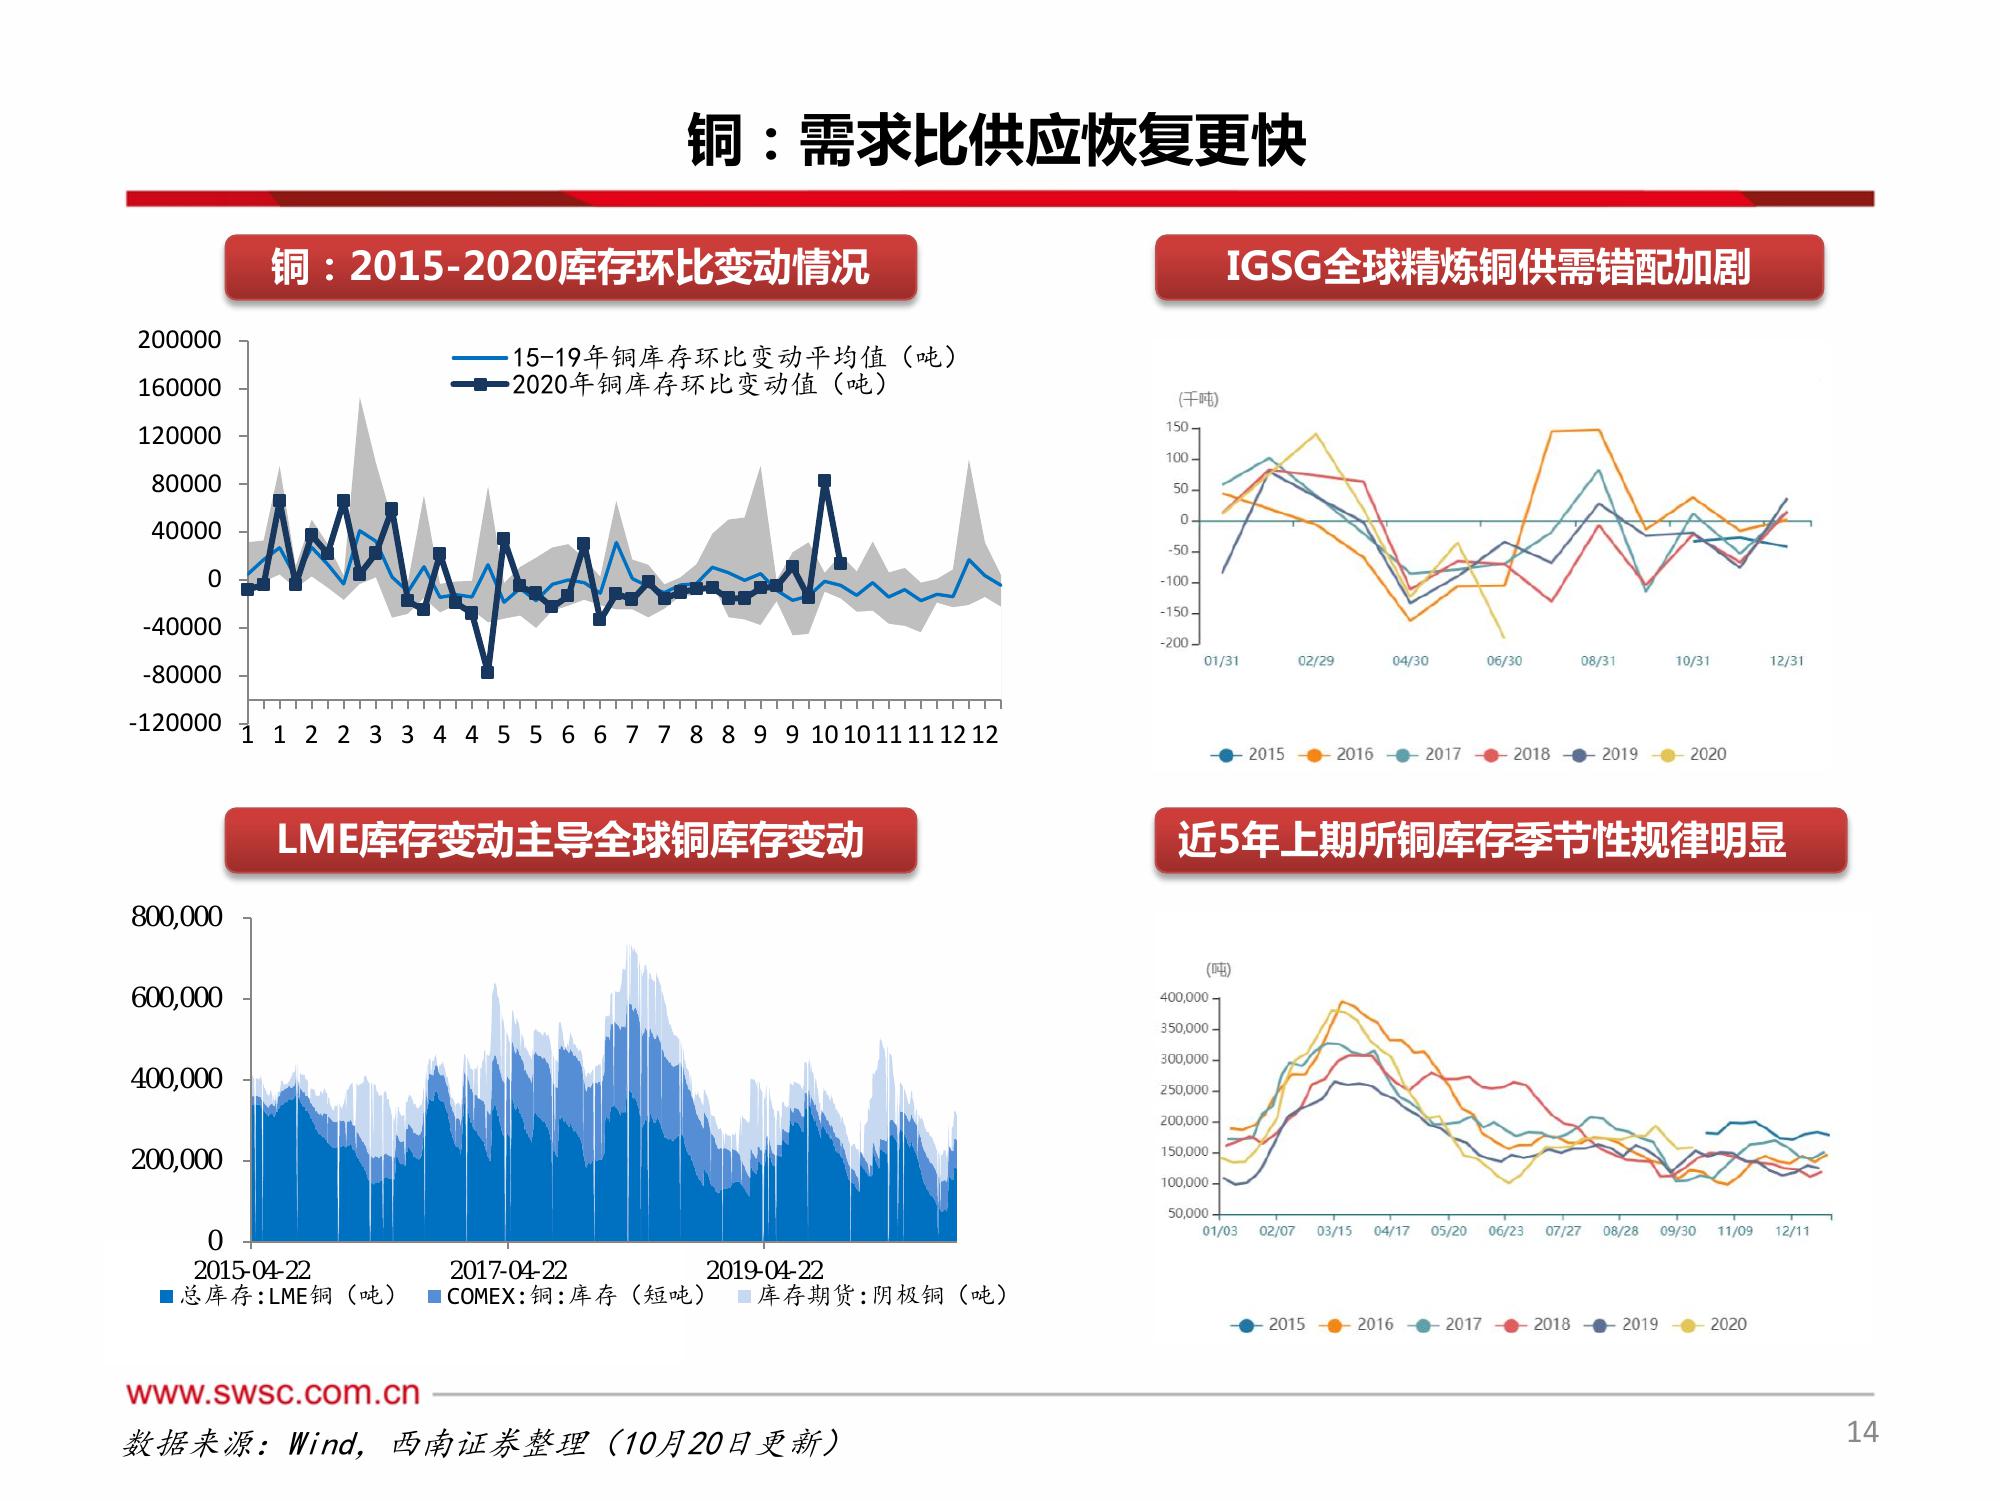 铜：需求比供应恢复更快
铜：2015-2020库存环比变动情况
200000
160000
120000
80000
40000
0
-40000
-80000
-120000
15-19年铜库存环比变动平均值（吨）
2020年铜库存环比变动值（吨）
1 1 2 2 3 3 4 4 5 5 6 6 7 7 8 8 9 9 10 10 11 11 12 12
IGSG全球精炼铜供需错配加剧
(千吨)
150
100
50
0
-50
-100
-150
-200
01/31 02/29 04/30 06/30 08/31 10/31 12/31
2015 2016 2017 2018 2019 2020
LME库存变动主导全球铜库存变动
800,000
600,000
400,000
200,000
0
2015-04-22 2017-04-22 2019-04-22
总库存:LME铜（吨） COMEX:铜:库存（短吨） 库存期货:阴极铜（吨）
近5年上期所铜库存季节性规律明显
(吨)
400,000
350,000
300,000
250,000
200,000
150,000
100,000
50,000
01/03 02/07 03/15 04/17 05/20 06/23 07/27 08/28 09/30 11/09 12/11
2015 2016 2017 2018 2019 2020
www.swsc.com.cn
数据来源：Wind，西南证券整理（10月20日更新）
14